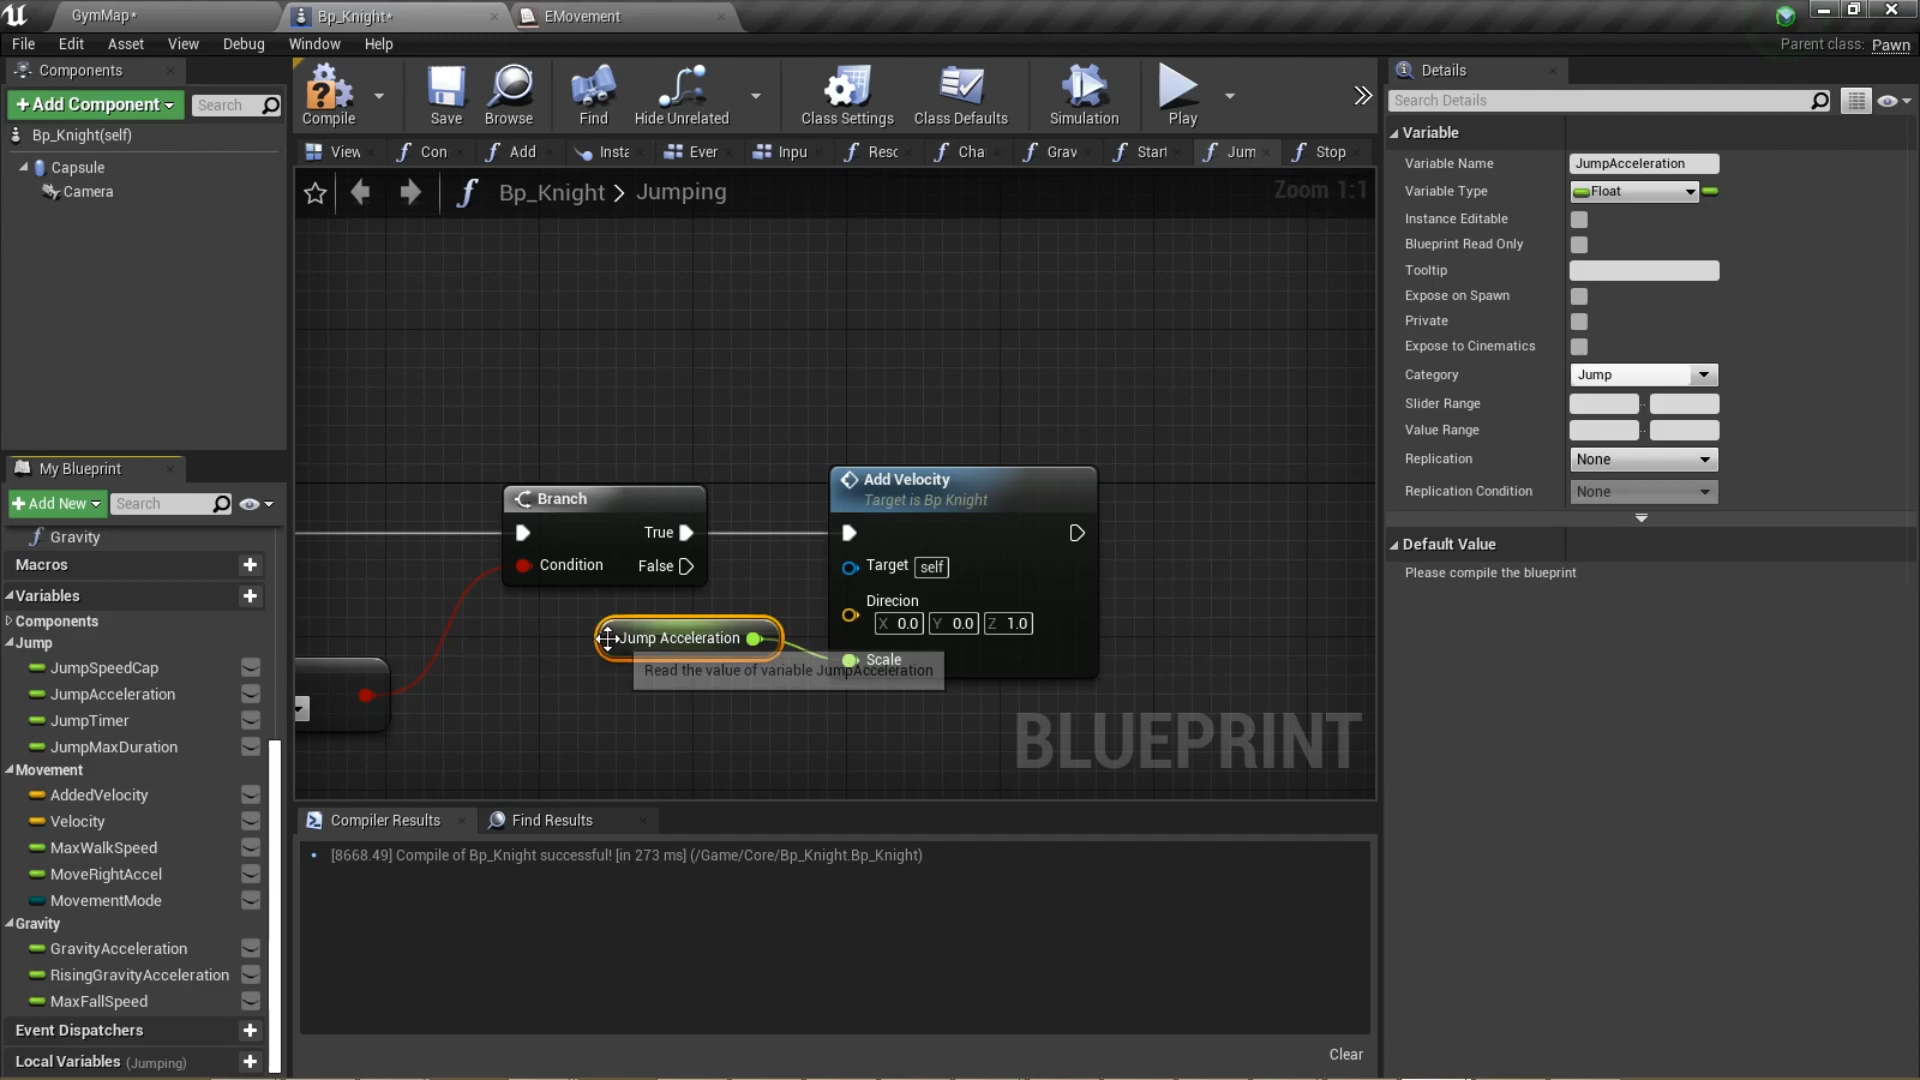 GymMap*
Bp_Knight*
EMovement
File Edit Asset View Debug Window Help
Parent class: Pawn
Components
+Add Component
Search
Bp_Knight(self)
Capsule
Camera
Compile
Save
Browse
Find
Hide Unrelated
Class Settings
Class Defaults
Simulation
Play
View
Con
Add
Insta
Ever
Inpu
Resc
Cha
Grav
Start
Jum
Stop
Bp_Knight > Jumping
Zoom 1:1
Branch
True
Condition
False
Add Velocity
Target is Bp Knight
Target self
Direcion
X 0.0 Y 0.0 Z 1.0
Jump Acceleration
Scale
Read the value of variable JumpAcceleration
BLUEPRINT
My Blueprint
+Add New
Search
Gravity
Macros
Variables
Components
Jump
JumpSpeedCap
JumpAcceleration
JumpTimer
JumpMaxDuration
Movement
AddedVelocity
Velocity
MaxWalkSpeed
MoveRightAccel
MovementMode
Gravity
GravityAcceleration
RisingGravityAcceleration
MaxFallSpeed
Event Dispatchers
Local Variables (Jumping)
Compiler Results
Find Results
[8668.49] Compile of Bp_Knight successful! [in 273 ms] (/Game/Core/Bp_Knight.Bp_Knight)
Clear
Details
Search Details
Variable
Variable Name JumpAcceleration
Variable Type Float
Instance Editable
Blueprint Read Only
Tooltip
Expose on Spawn
Private
Expose to Cinematics
Category Jump
Slider Range
Value Range
Replication None
Replication Condition None
Default Value
Please compile the blueprint